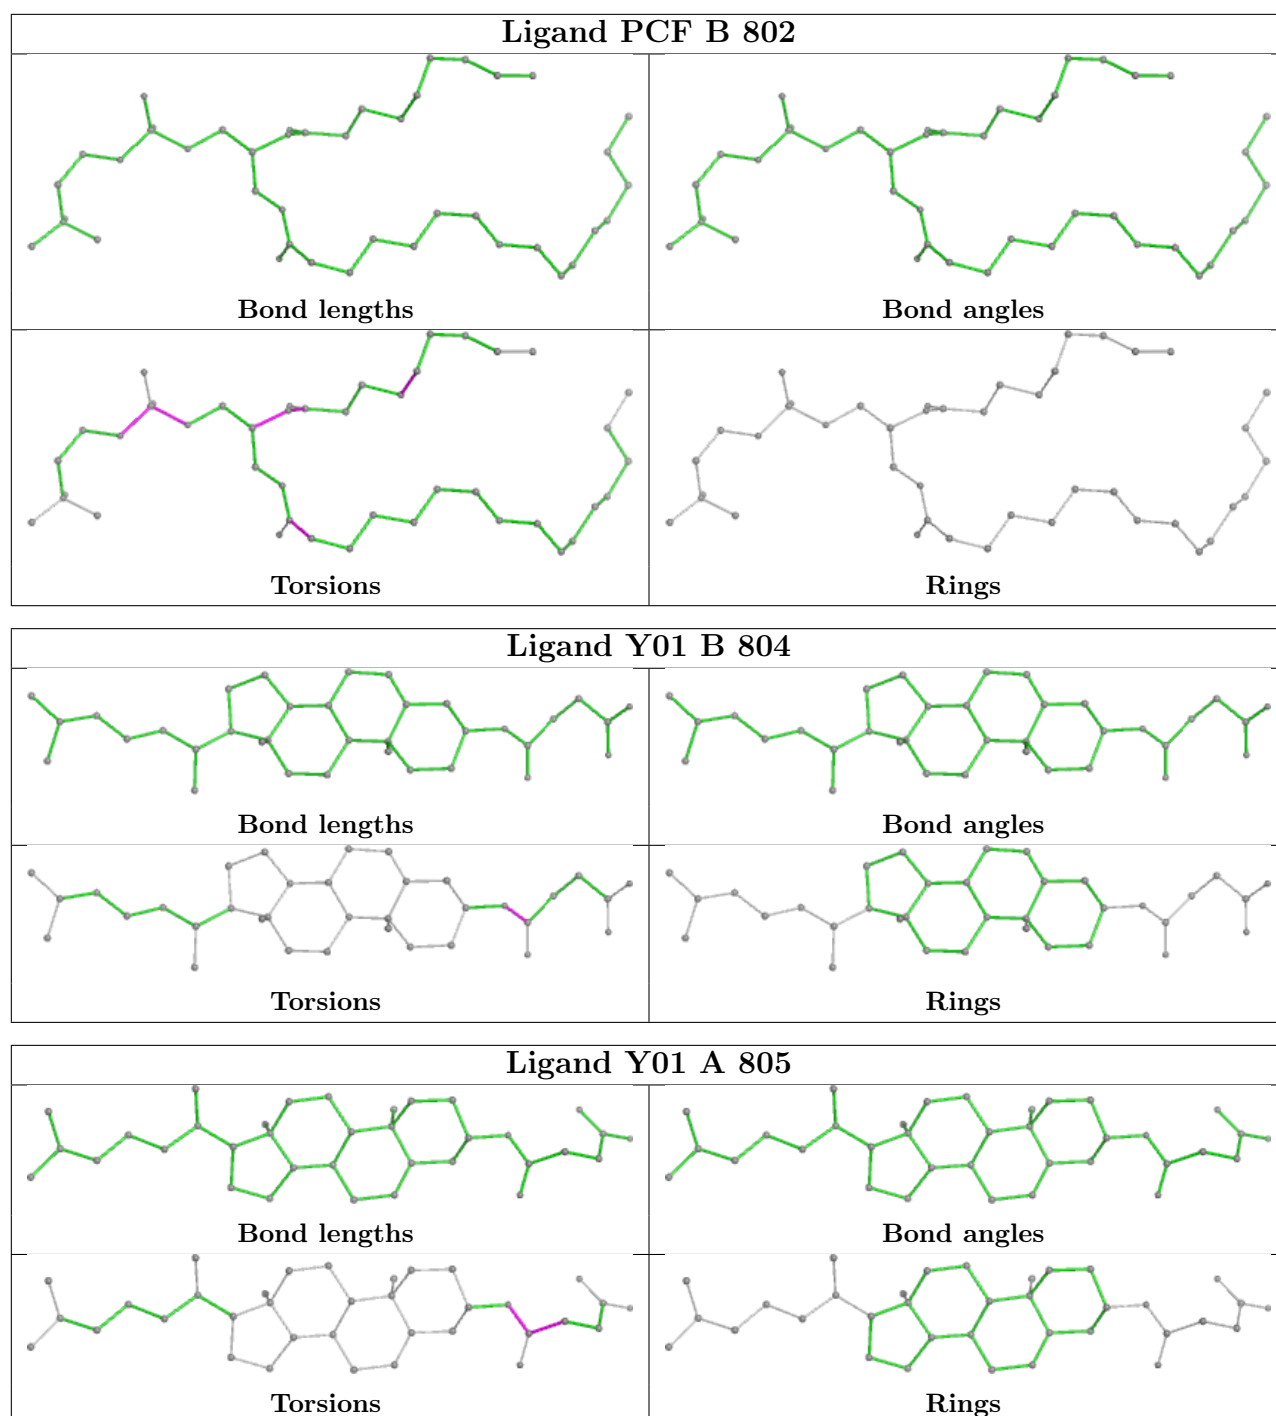 Ligand PCF B 802
Bond lengths
Bond angles
Torsions
Rings
Ligand Y01 B 804
Bond lengths
Bond angles
Torsions
Rings
Ligand Y01 A 805
Bond lengths
Bond angles
Torsions
Rings